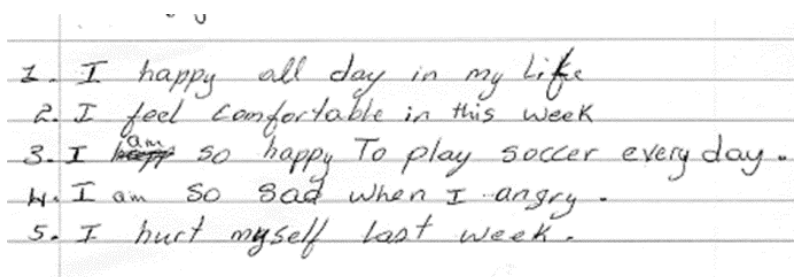 1. I happy all day in my Life
2. I feel comfortable in this week
3. I am so happy To play soccer every day.
4. I am so sad when I angry.
5. I hurt myself last week.